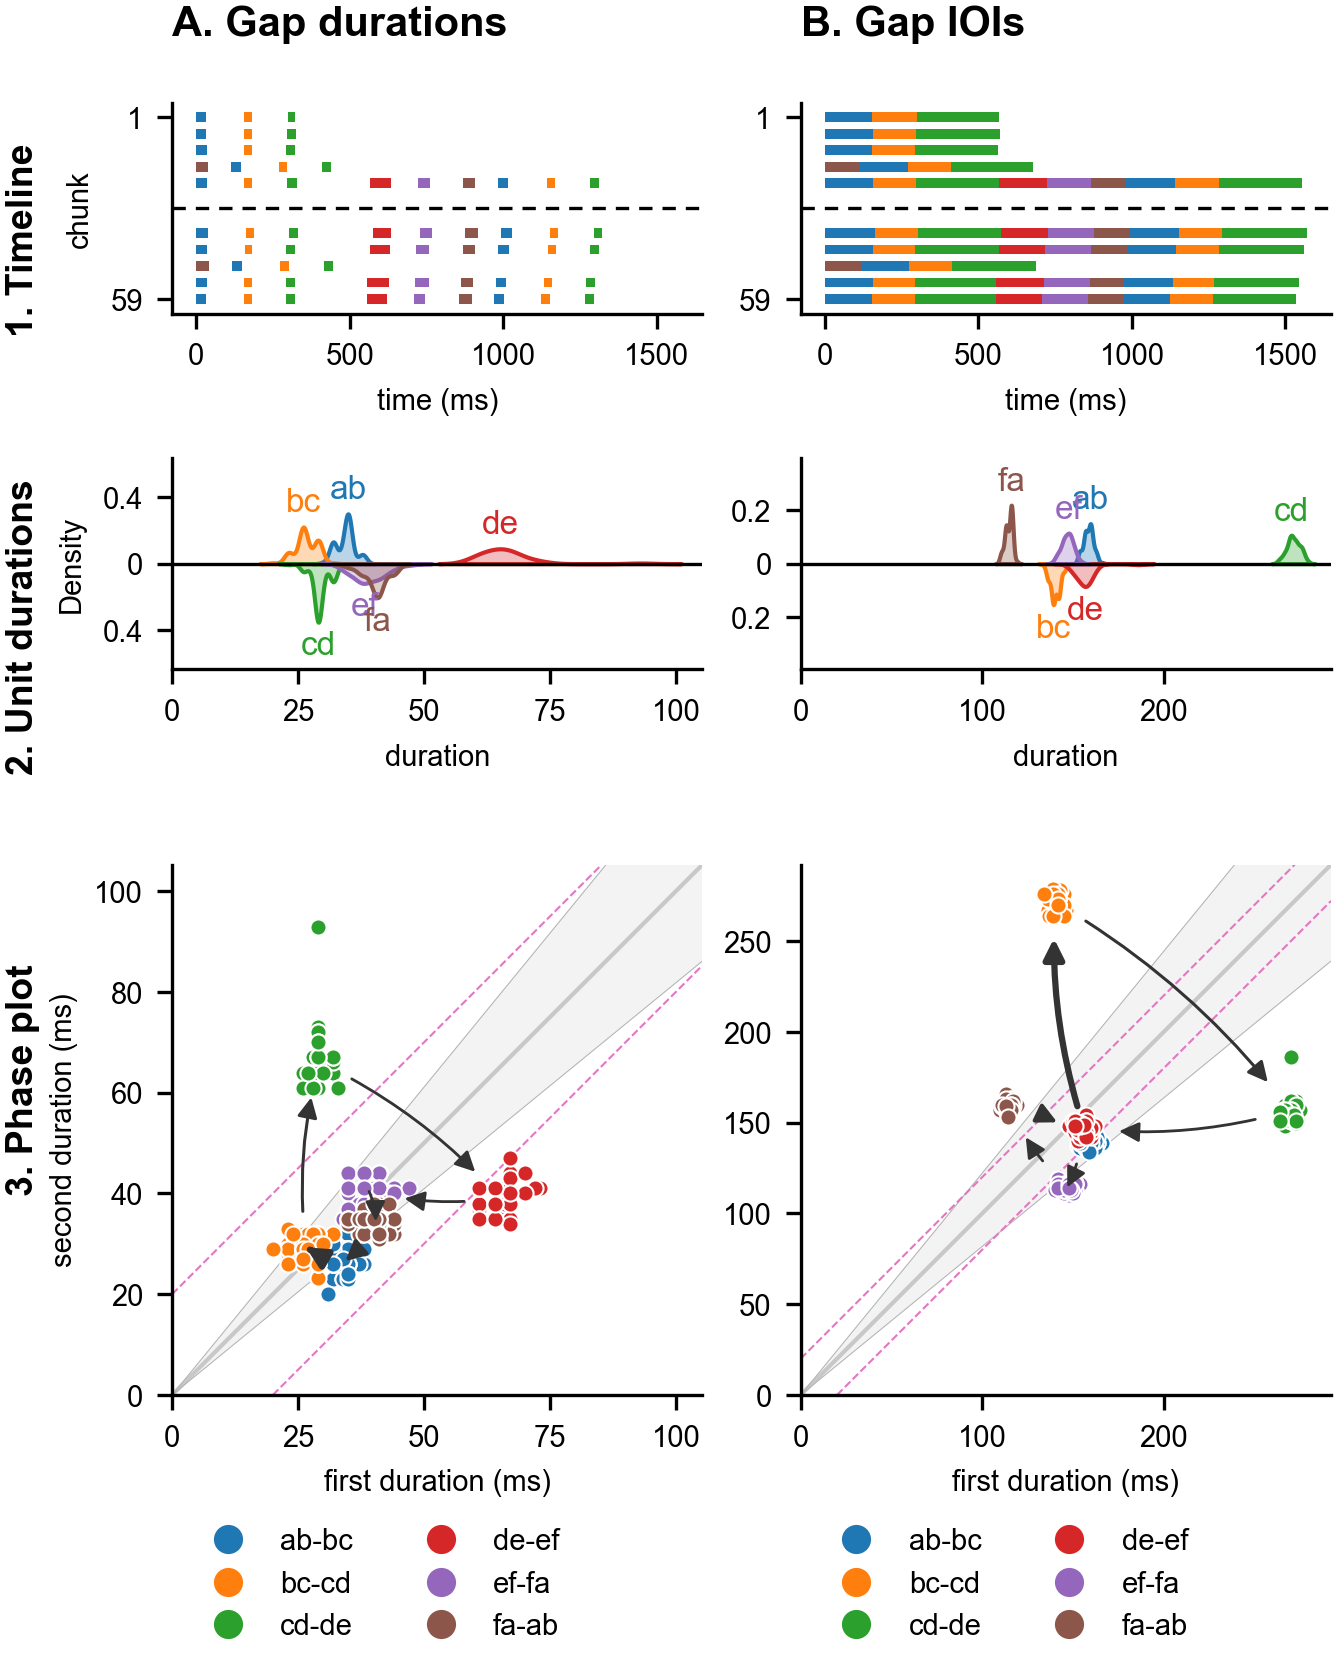 A. Gap durations
B. Gap IOIs
1. Timeline
chunk
1
59
0 500 1000 1500
time (ms)
1
59
0 500 1000 1500
time (ms)
2. Unit durations
Density
0.4
0
0.4
bc
ab
de
cd
ef
fa
0 25 50 75 100
duration
0.2
0
0.2
fa
ef
ab
cd
bc
de
0 100 200
duration
3. Phase plot
second duration (ms)
100
80
60
40
20
0
0 25 50 75 100
first duration (ms)
250
200
150
100
50
0
0 100 200
first duration (ms)
ab-bc de-ef
bc-cd ef-fa
cd-de fa-ab
ab-bc de-ef
bc-cd ef-fa
cd-de fa-ab